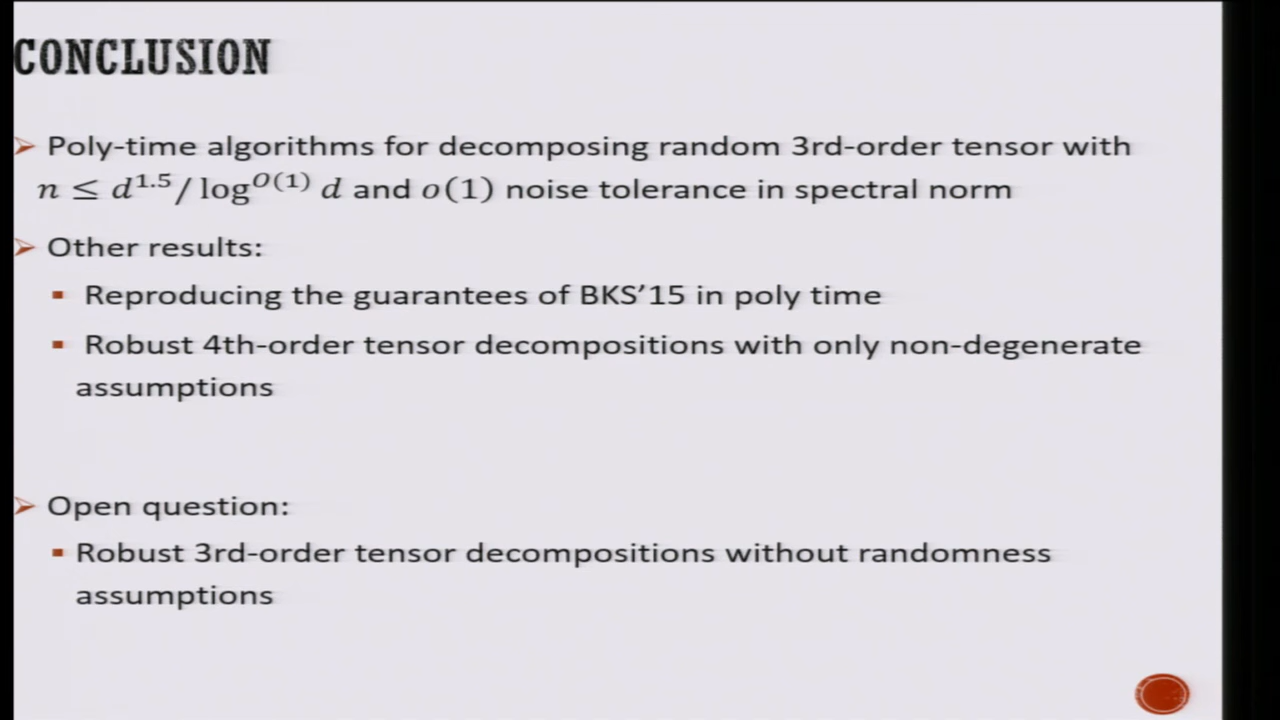 CONCLUSION
Poly-time algorithms for decomposing random 3rd-order tensor with
n ≤ d^{1.5}/ log^{O(1)} d and o(1) noise tolerance in spectral norm
Other results:
Reproducing the guarantees of BKS’15 in poly time
Robust 4th-order tensor decompositions with only non-degenerate
assumptions
Open question:
Robust 3rd-order tensor decompositions without randomness
assumptions